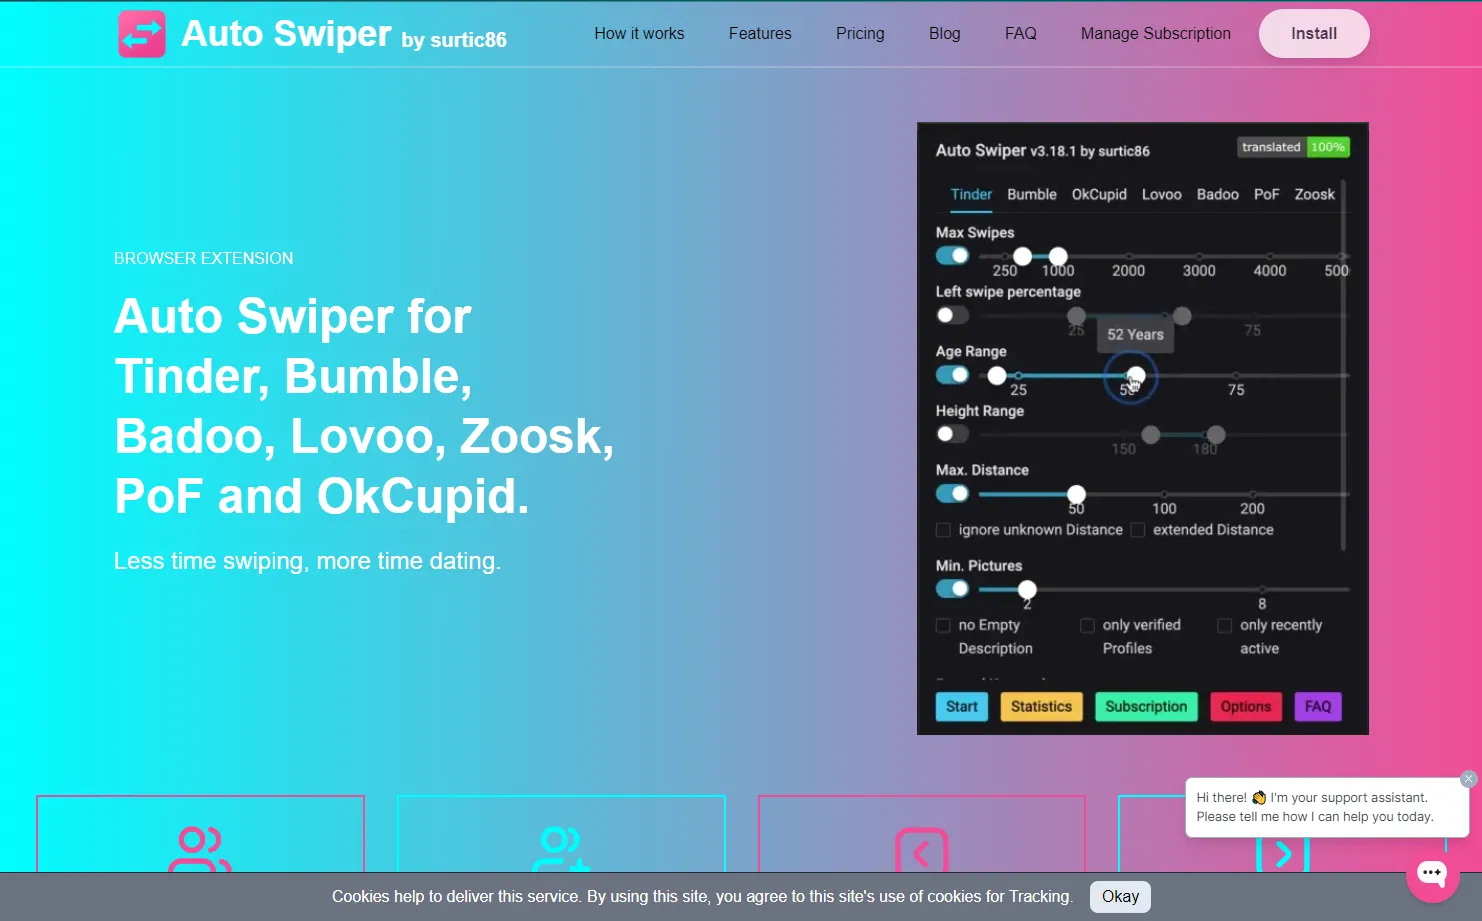 Auto Swiper by surtic86
How it works
Features
Pricing
Blog
FAQ
Manage Subscription
Install
BROWSER EXTENSION
Auto Swiper for
Tinder, Bumble,
Badoo, Lovoo, Zoosk,
PoF and OkCupid.
Less time swiping, more time dating.
Auto Swiper v3.18.1 by surtic86
translated 100%
Tinder Bumble OkCupid Lovoo Badoo PoF Zoosk
Max Swipes
250 1000 2000 3000 4000 500
Left swipe percentage
25 75
52 Years
Age Range
25 75
Height Range
150 180
Max. Distance
50 100 200
ignore unknown Distance extended Distance
Min. Pictures
2 8
no Empty Description
only verified Profiles
only recently active
Start Statistics Subscription Options FAQ
Hi there! 👋 I'm your support assistant.
Please tell me how I can help you today.
Cookies help to deliver this service. By using this site, you agree to this site's use of cookies for Tracking.
Okay